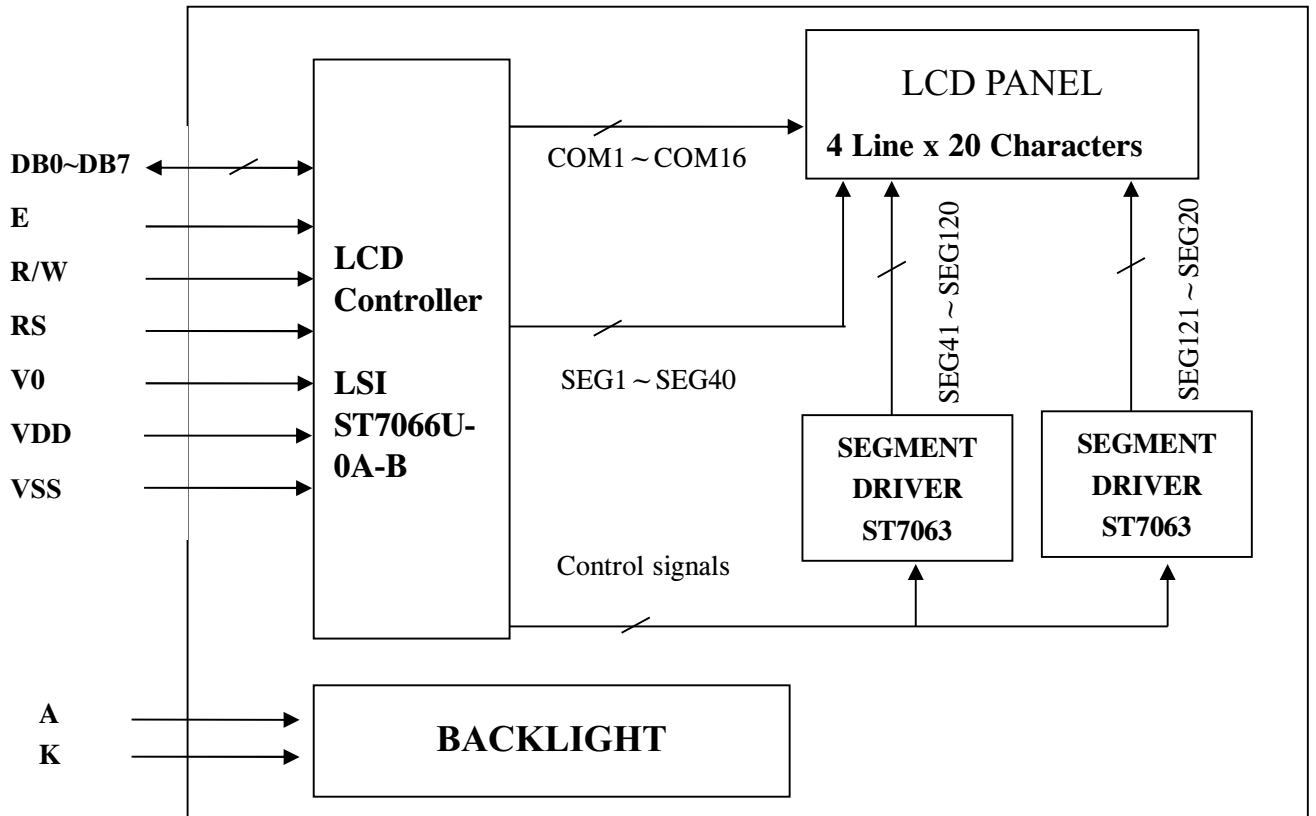 LCD PANEL
4 Line x 20 Characters
COM1～COM16
DB0~DB7
E
R/W
RS
V0
VDD
VSS
LCD
Controller
LSI
ST7066U-
0A-B
SEG1～SEG40
SEG41～SEG120
SEG121～SEG20
SEGMENT
DRIVER
ST7063
SEGMENT
DRIVER
ST7063
Control signals
A
K
BACKLIGHT